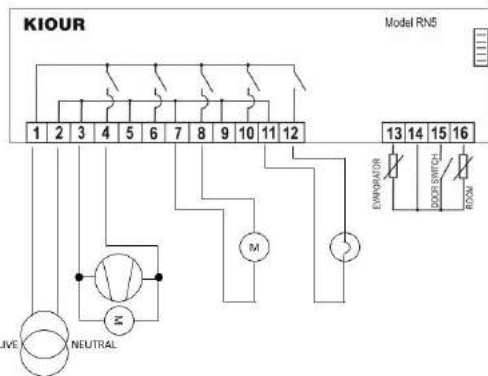 KIOUR
Model RN5
1 2 3 4 5 6 7 8 9 10 11 12
13 14 15 16
EVAPORATOR
DOOR SWITCH
ROOM
M
M
LIVE
NEUTRAL